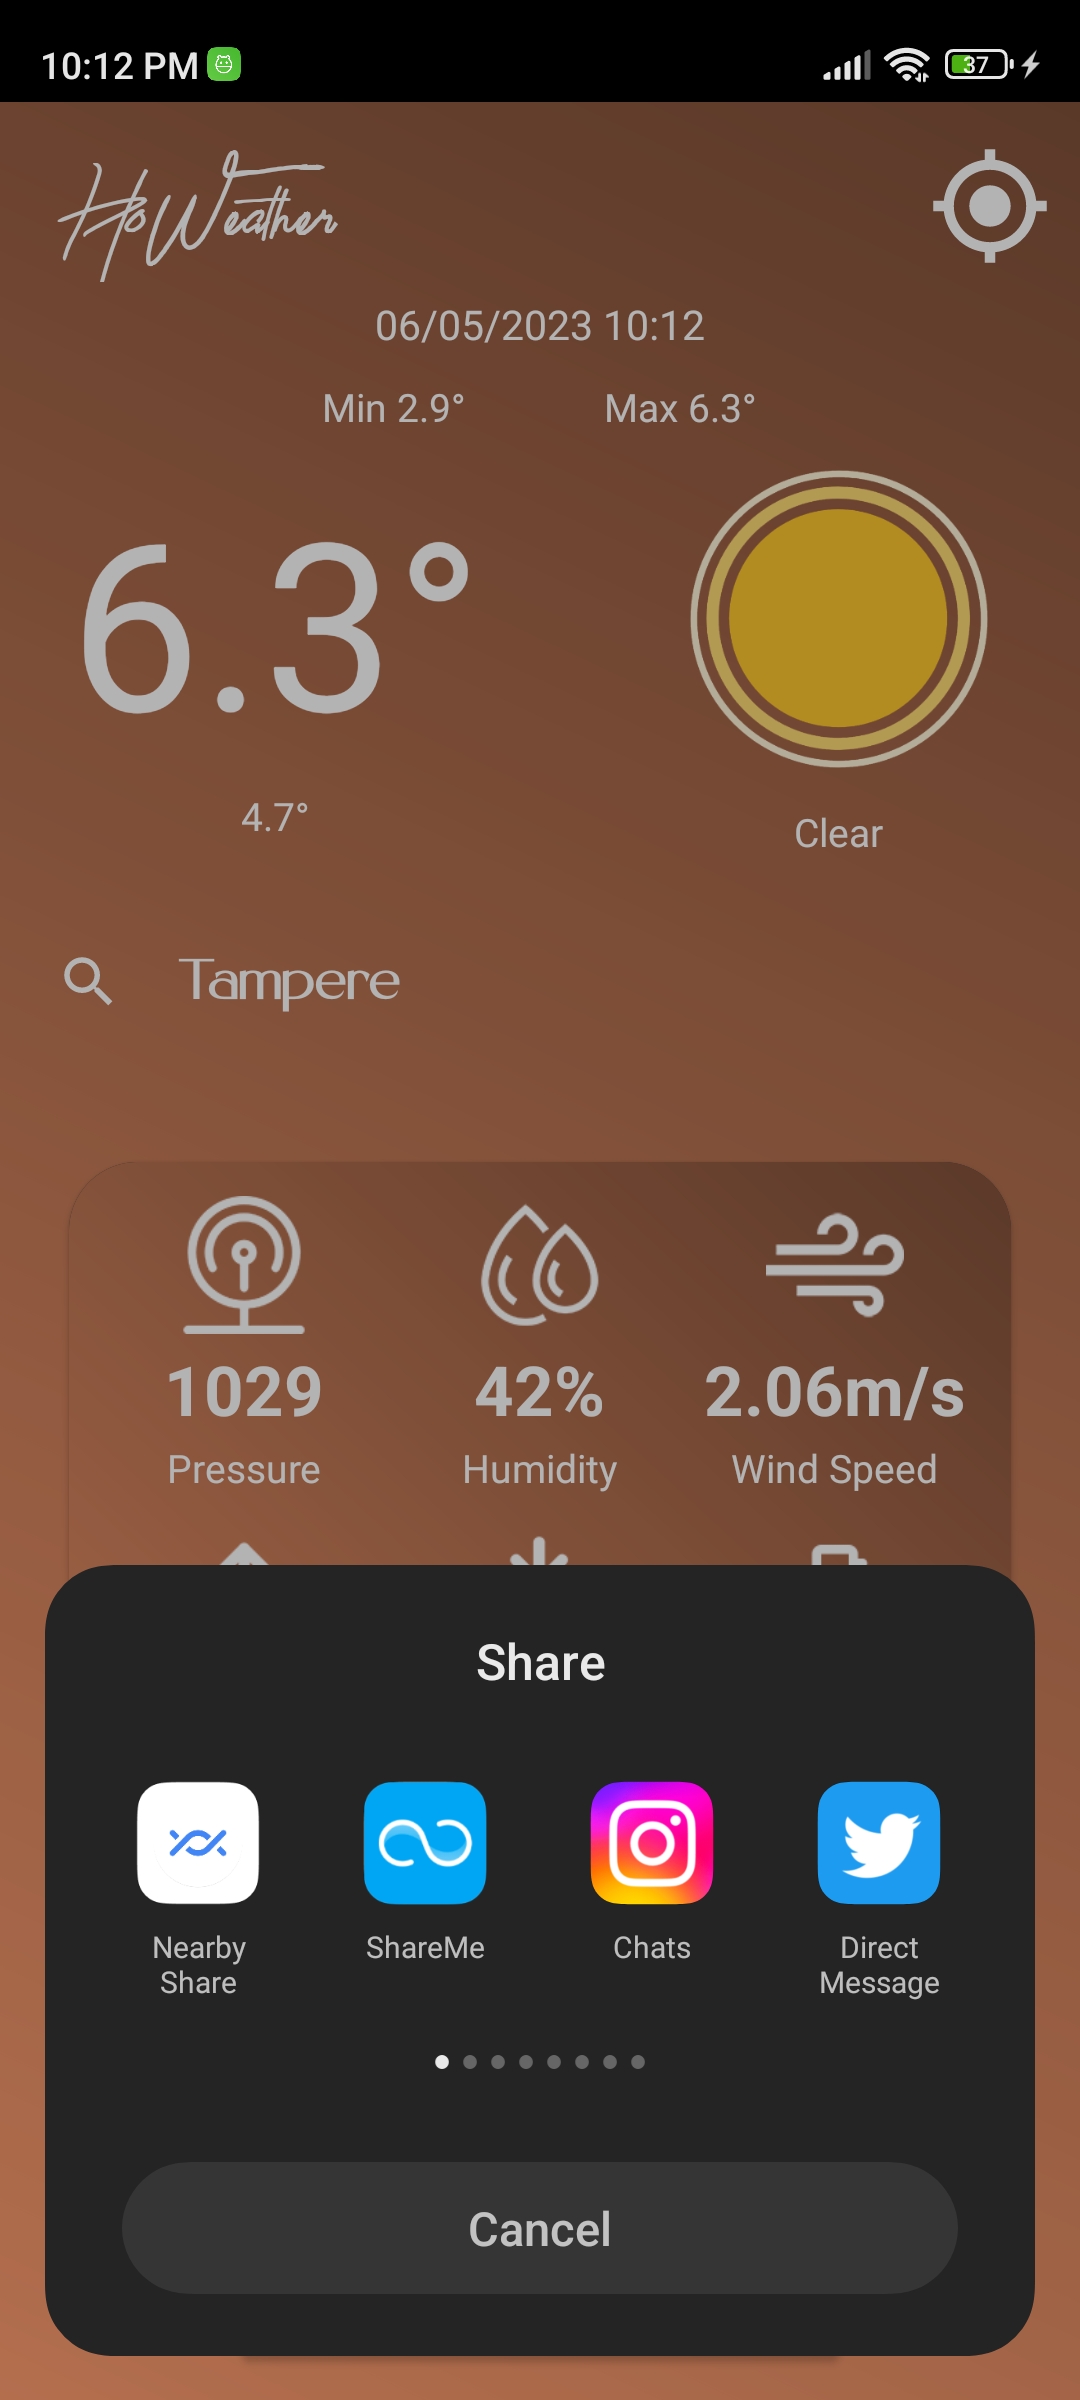 10:12 PM 37
HoWeather
06/05/2023 10:12
Min 2.9° Max 6.3°
6.3°
4.7°
Clear
Tampere
1029 42% 2.06m/s
Pressure Humidity Wind Speed
Share
Nearby Share
ShareMe
Chats
Direct Message
Cancel